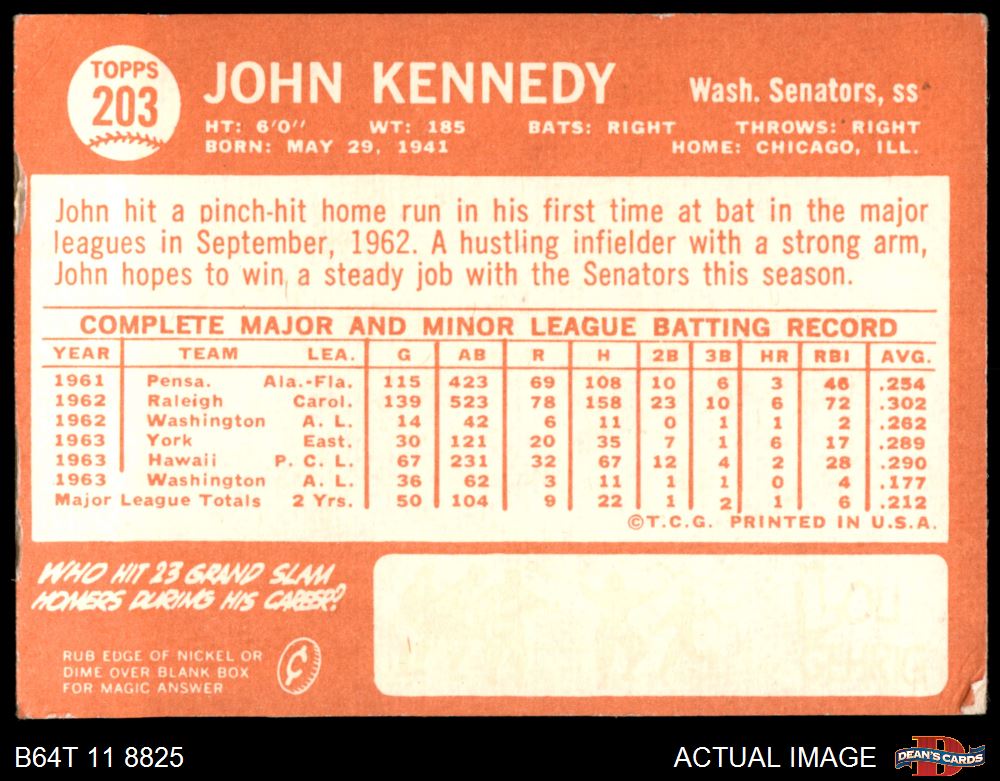 TOPPS
203
JOHN KENNEDY
Wash. Senators, ss
HT: 6'0" WT: 185 BATS: RIGHT THROWS: RIGHT
BORN: MAY 29, 1941 HOME: CHICAGO, ILL.
John hit a pinch-hit home run in his first time at bat in the major
leagues in September, 1962. A hustling infielder with a strong arm,
John hopes to win a steady job with the Senators this season.
COMPLETE MAJOR AND MINOR LEAGUE BATTING RECORD
YEAR TEAM LEA. G AB R H 2B 3B HR RBI AVG.
1961 Pensa. Ala.-Fla. 115 423 69 108 10 6 3 46 .254
1962 Raleigh Carol. 139 523 78 158 23 10 6 72 .302
1962 Washington A. L. 14 42 6 11 0 1 1 2 .262
1963 York East. 30 121 20 35 7 1 6 17 .289
1963 Hawaii P. C. L. 67 231 32 67 12 4 2 28 .290
1963 Washington A. L. 36 62 3 11 1 1 0 4 .177
Major League Totals 2 Yrs. 50 104 9 22 1 2 1 6 .212
©T.C.G. PRINTED IN U.S.A.
WHO HIT 23 GRAND SLAM
HOMERS DURING HIS CAREER?
RUB EDGE OF NICKEL OR
DIME OVER BLANK BOX
FOR MAGIC ANSWER
¢
B64T 11 8825
ACTUAL IMAGE
D
DEAN'S CARDS